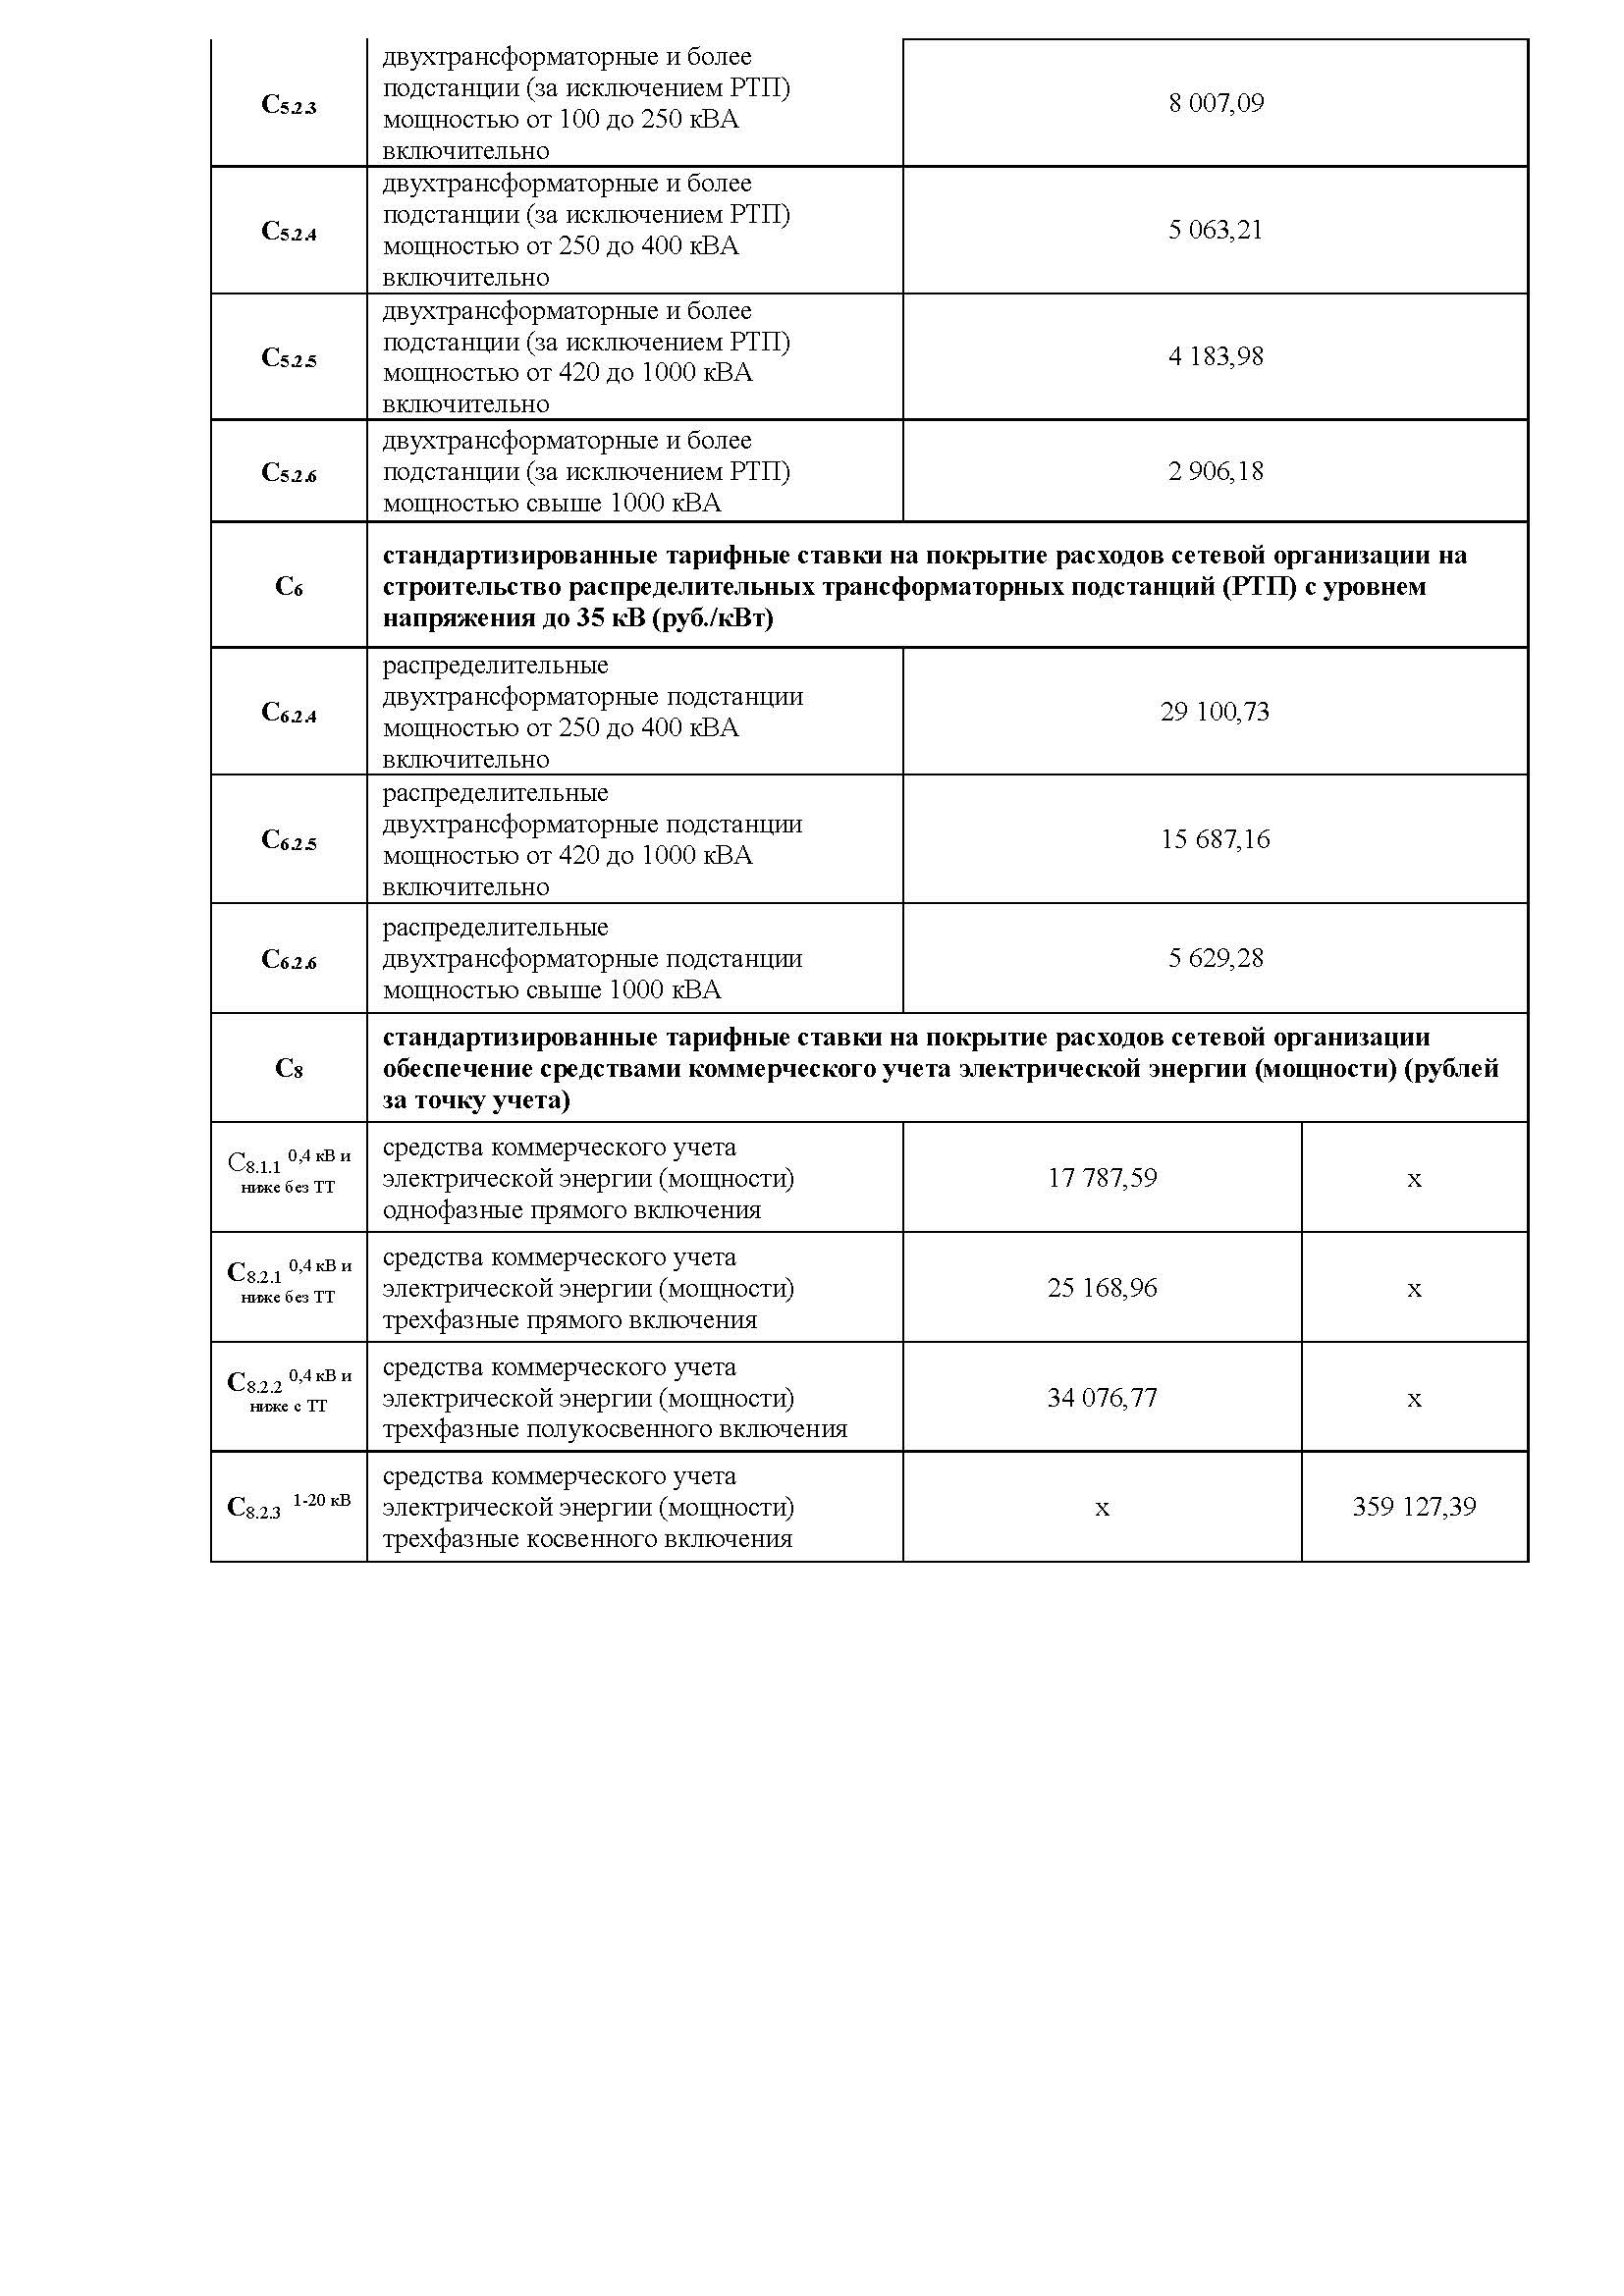 С5.2.3
двухтрансформаторные и более
подстанции (за исключением РТП)
мощностью от 100 до 250 кВА
включительно
8 007,09
С5.2.4
двухтрансформаторные и более
подстанции (за исключением РТП)
мощностью от 250 до 400 кВА
включительно
5 063,21
С5.2.5
двухтрансформаторные и более
подстанции (за исключением РТП)
мощностью от 420 до 1000 кВА
включительно
4 183,98
С5.2.6
двухтрансформаторные и более
подстанции (за исключением РТП)
мощностью свыше 1000 кВА
2 906,18
С6
стандартизированные тарифные ставки на покрытие расходов сетевой организации на
строительство распределительных трансформаторных подстанций (РТП) с уровнем
напряжения до 35 кВ (руб./кВт)
С6.2.4
распределительные
двухтрансформаторные подстанции
мощностью от 250 до 400 кВА
включительно
29 100,73
С6.2.5
распределительные
двухтрансформаторные подстанции
мощностью от 420 до 1000 кВА
включительно
15 687,16
С6.2.6
распределительные
двухтрансформаторные подстанции
мощностью свыше 1000 кВА
5 629,28
С8
стандартизированные тарифные ставки на покрытие расходов сетевой организации
обеспечение средствами коммерческого учета электрической энергии (мощности) (рублей
за точку учета)
С8.1.1 0,4 кВ и
ниже без ТТ
средства коммерческого учета
электрической энергии (мощности)
однофазные прямого включения
17 787,59
х
С8.2.1 0,4 кВ и
ниже без ТТ
средства коммерческого учета
электрической энергии (мощности)
трехфазные прямого включения
25 168,96
х
С8.2.2 0,4 кВ и
ниже с ТТ
средства коммерческого учета
электрической энергии (мощности)
трехфазные полукосвенного включения
34 076,77
х
С8.2.3 1-20 кВ
средства коммерческого учета
электрической энергии (мощности)
трехфазные косвенного включения
х
359 127,39